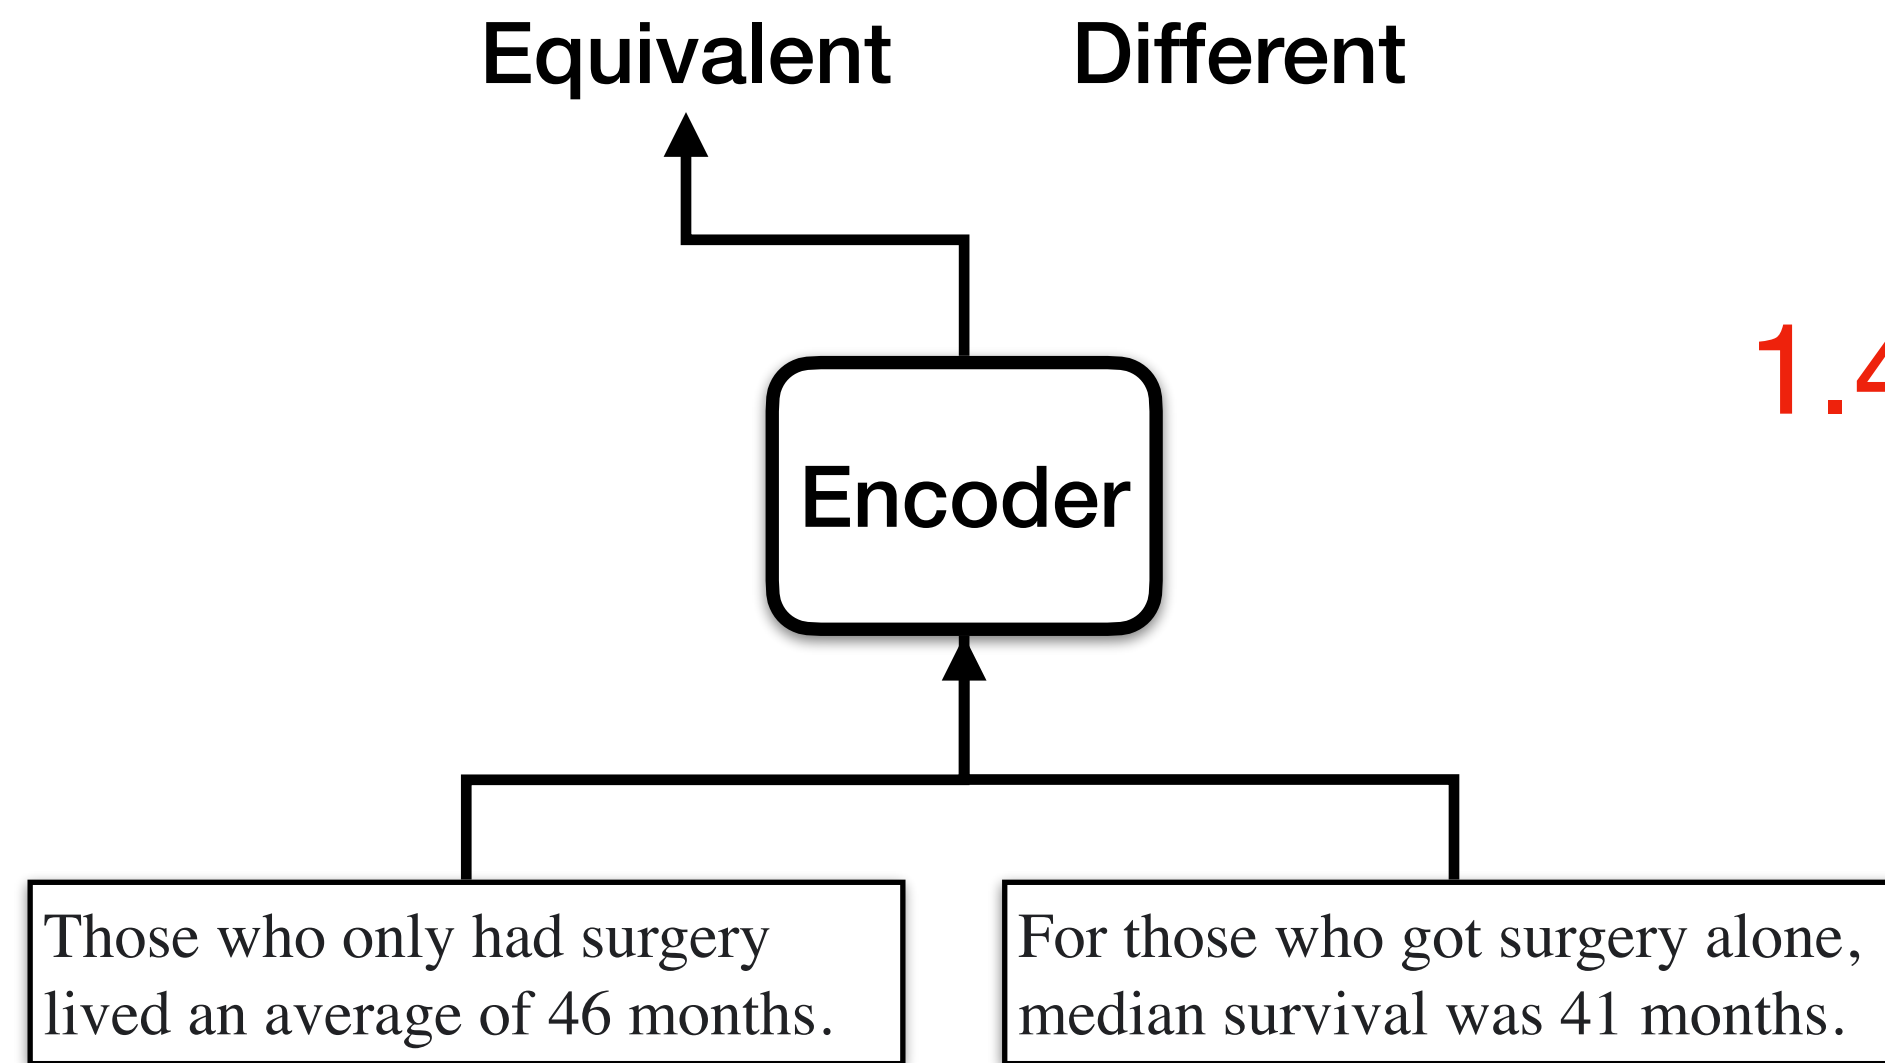 Equivalent Different
1.4
Encoder
Those who only had surgery
lived an average of 46 months.
For those who got surgery alone,
median survival was 41 months.